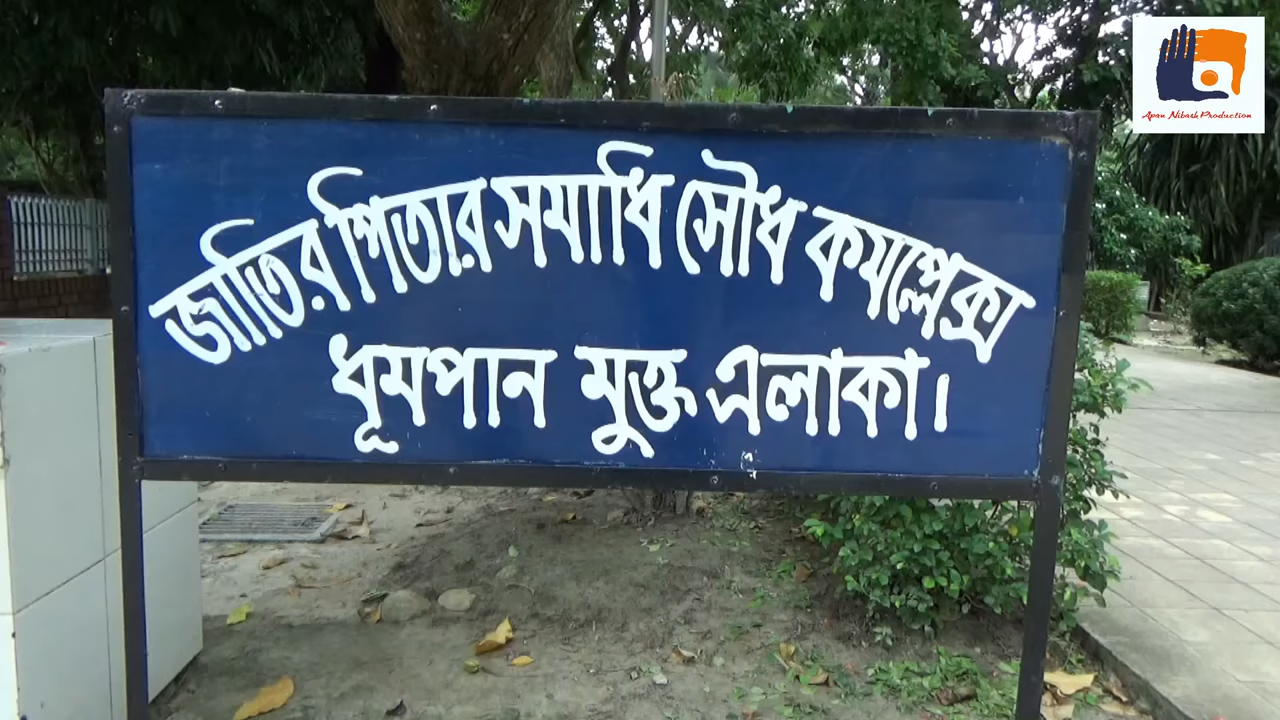 জাতির পিতার সমাধি সৌধ কমপ্লেক্স
ধূমপান মুক্ত এলাকা।
Apan Nibash Production